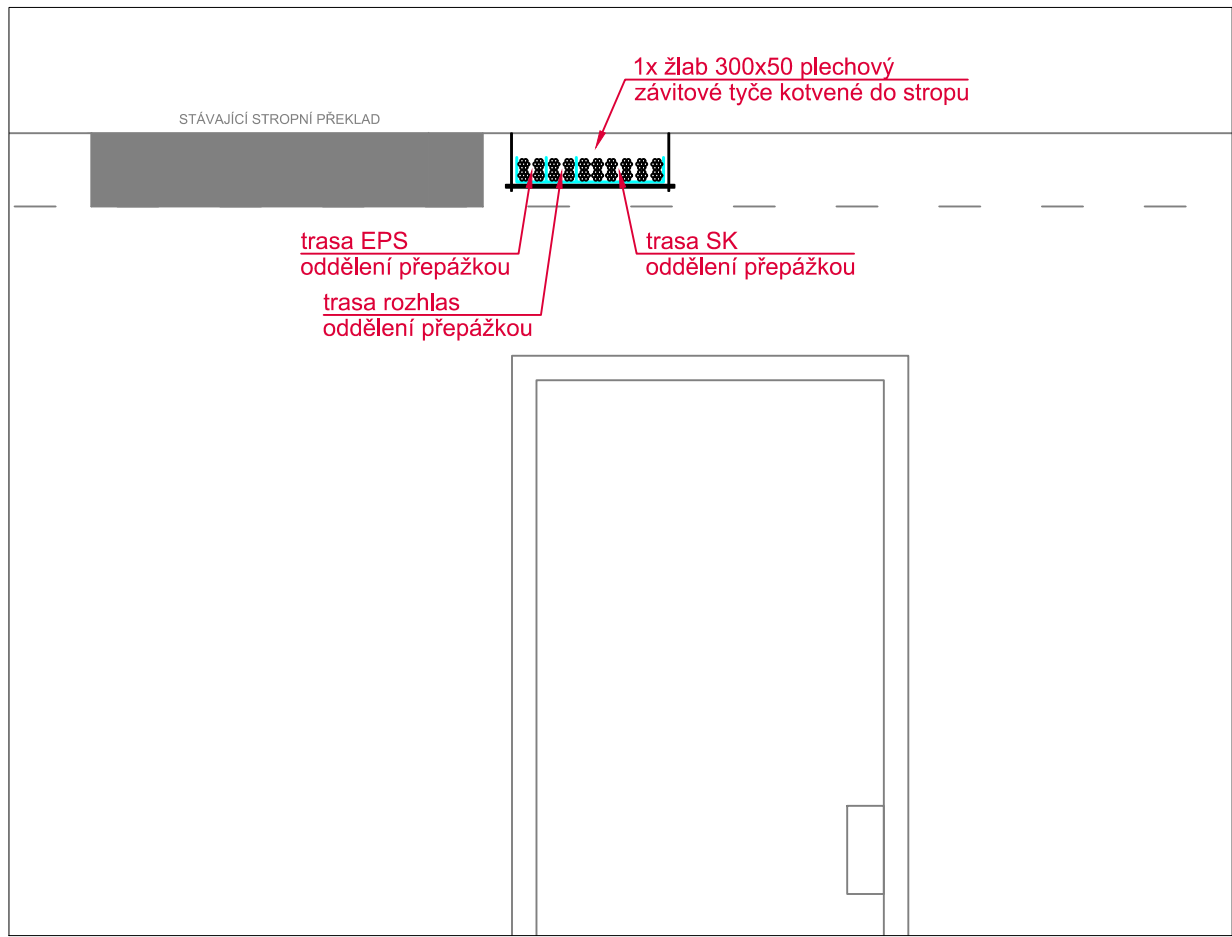 1x žlab 300x50 plechový
závitové tyče kotvené do stropu
STÁVAJÍCÍ STROPNÍ PŘEKLAD
trasa EPS
oddělení přepážkou
trasa SK
oddělení přepážkou
trasa rozhlas
oddělení přepážkou